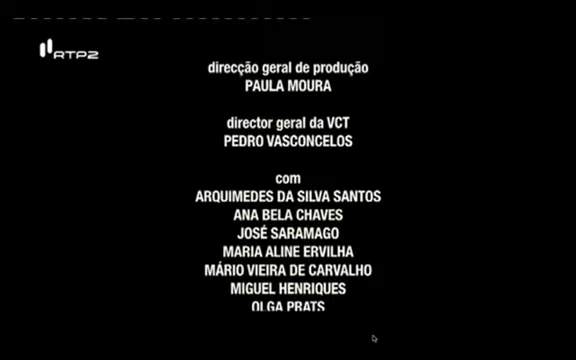 RTP2
direcção geral de produção
PAULA MOURA
director geral da VCT
PEDRO VASCONCELOS
com
ARQUIMEDES DA SILVA SANTOS
ANA BELA CHAVES
JOSÉ SARAMAGO
MARIA ALINE ERVILHA
MÁRIO VIEIRA DE CARVALHO
MIGUEL HENRIQUES
OLGA PRATS